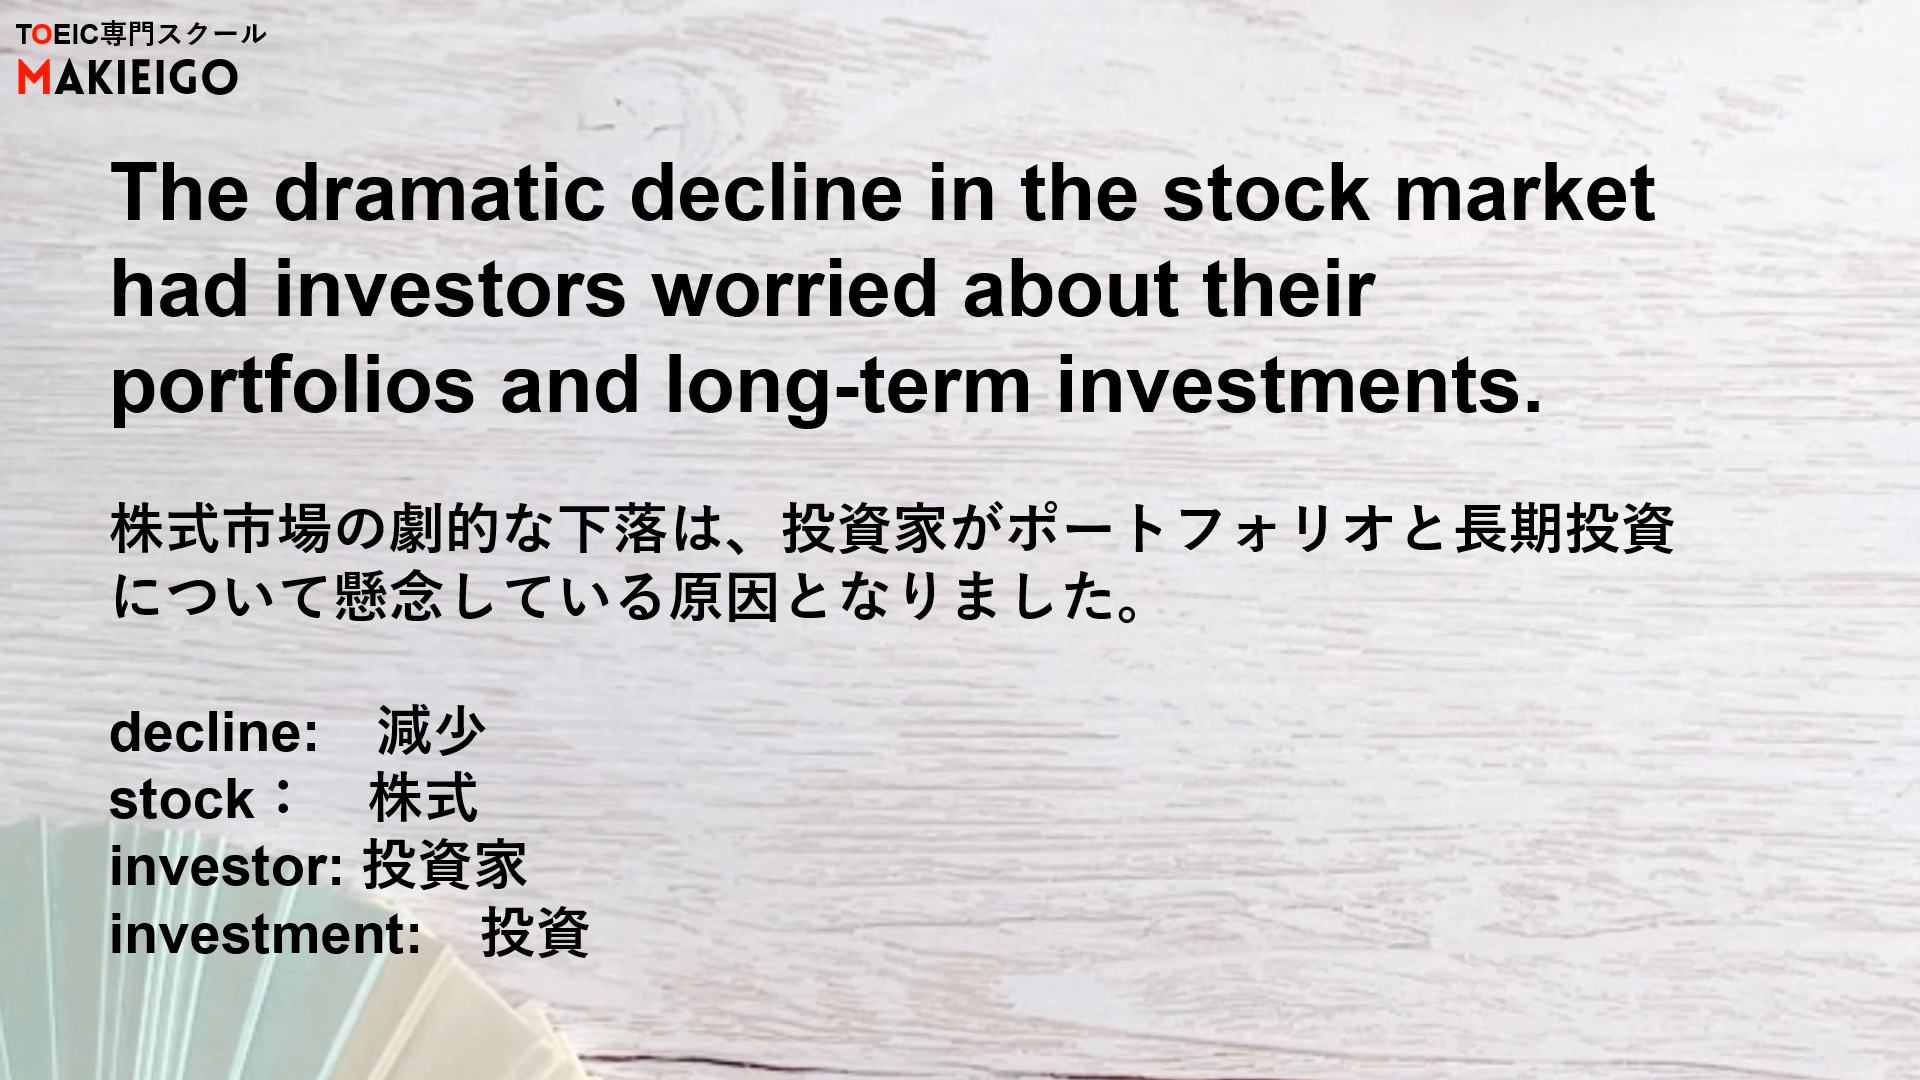 TOEIC専門スクール
MAKIEIGO
The dramatic decline in the stock market
had investors worried about their
portfolios and long-term investments.
株式市場の劇的な下落は、投資家がポートフォリオと長期投資
について懸念している原因となりました。
decline:　減少
stock：　株式
investor: 投資家
investment:　投資